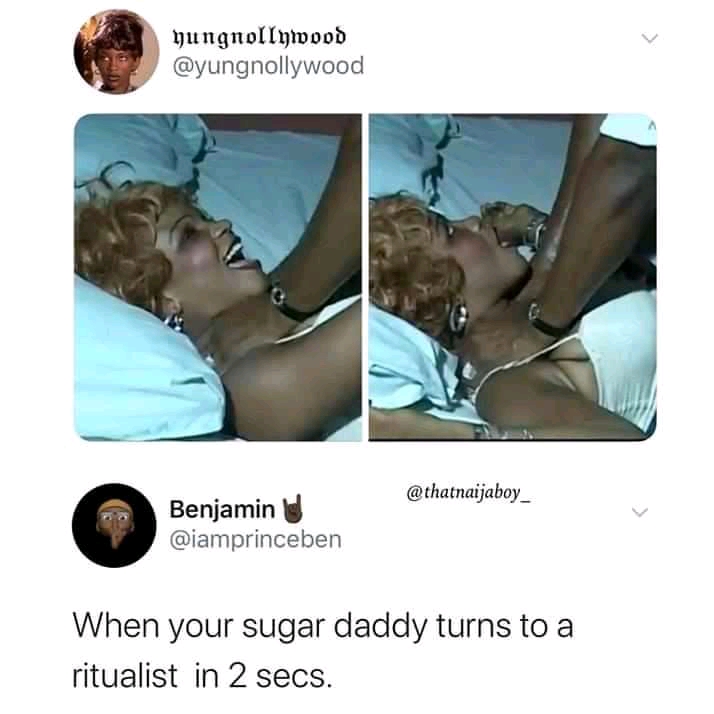 yungnollywood
@yungnollywood
@thatnaijaboy_
Benjamin 🤘🏿
@iamprinceben
When your sugar daddy turns to a
ritualist in 2 secs.